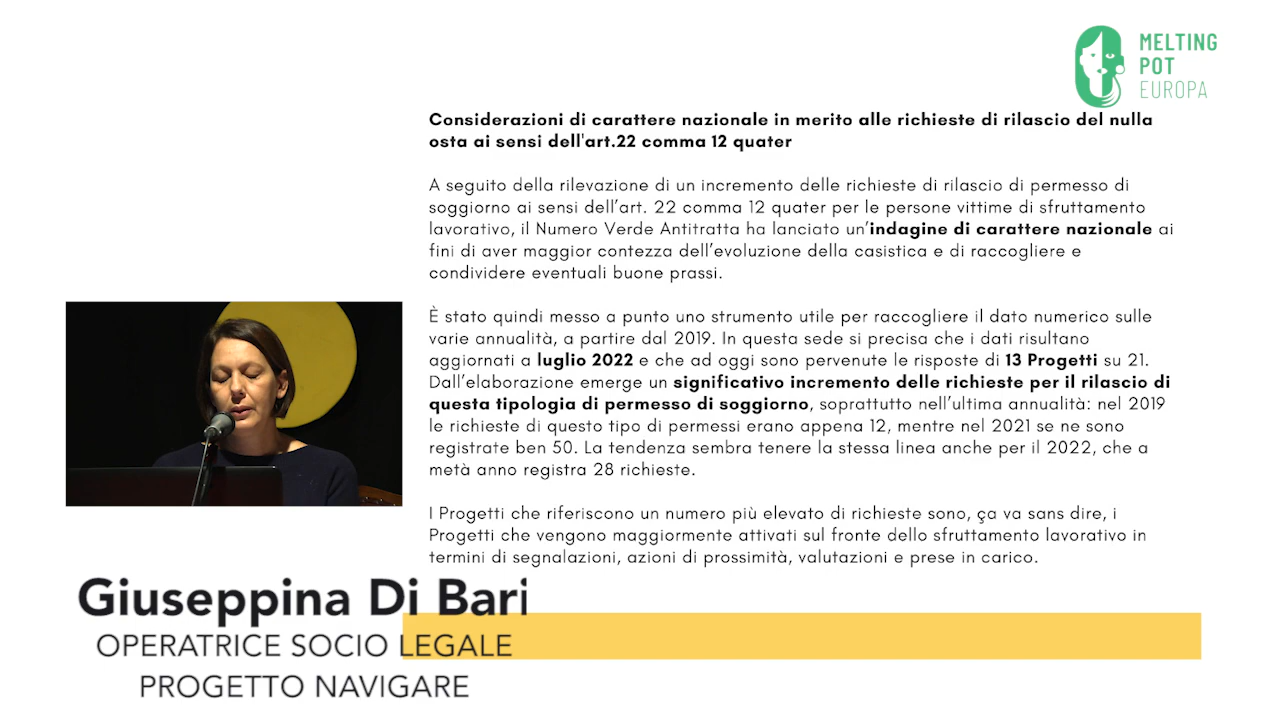 MELTING
POT
EUROPA
Considerazioni di carattere nazionale in merito alle richieste di rilascio del nulla
osta ai sensi dell'art.22 comma 12 quater
A seguito della rilevazione di un incremento delle richieste di rilascio di permesso di
soggiorno ai sensi dell’art. 22 comma 12 quater per le persone vittime di sfruttamento
lavorativo, il Numero Verde Antitratta ha lanciato un’indagine di carattere nazionale ai
fini di aver maggior contezza dell’evoluzione della casistica e di raccogliere e
condividere eventuali buone prassi.
È stato quindi messo a punto uno strumento utile per raccogliere il dato numerico sulle
varie annualità, a partire dal 2019. In questa sede si precisa che i dati risultano
aggiornati a luglio 2022 e che ad oggi sono pervenute le risposte di 13 Progetti su 21.
Dall’elaborazione emerge un significativo incremento delle richieste per il rilascio di
questa tipologia di permesso di soggiorno, soprattutto nell’ultima annualità: nel 2019
le richieste di questo tipo di permessi erano appena 12, mentre nel 2021 se ne sono
registrate ben 50. La tendenza sembra tenere la stessa linea anche per il 2022, che a
metà anno registra 28 richieste.
I Progetti che riferiscono un numero più elevato di richieste sono, ça va sans dire, i
Progetti che vengono maggiormente attivati sul fronte dello sfruttamento lavorativo in
termini di segnalazioni, azioni di prossimità, valutazioni e prese in carico.
Giuseppina Di Bari
OPERATRICE SOCIO LEGALE
PROGETTO NAVIGARE